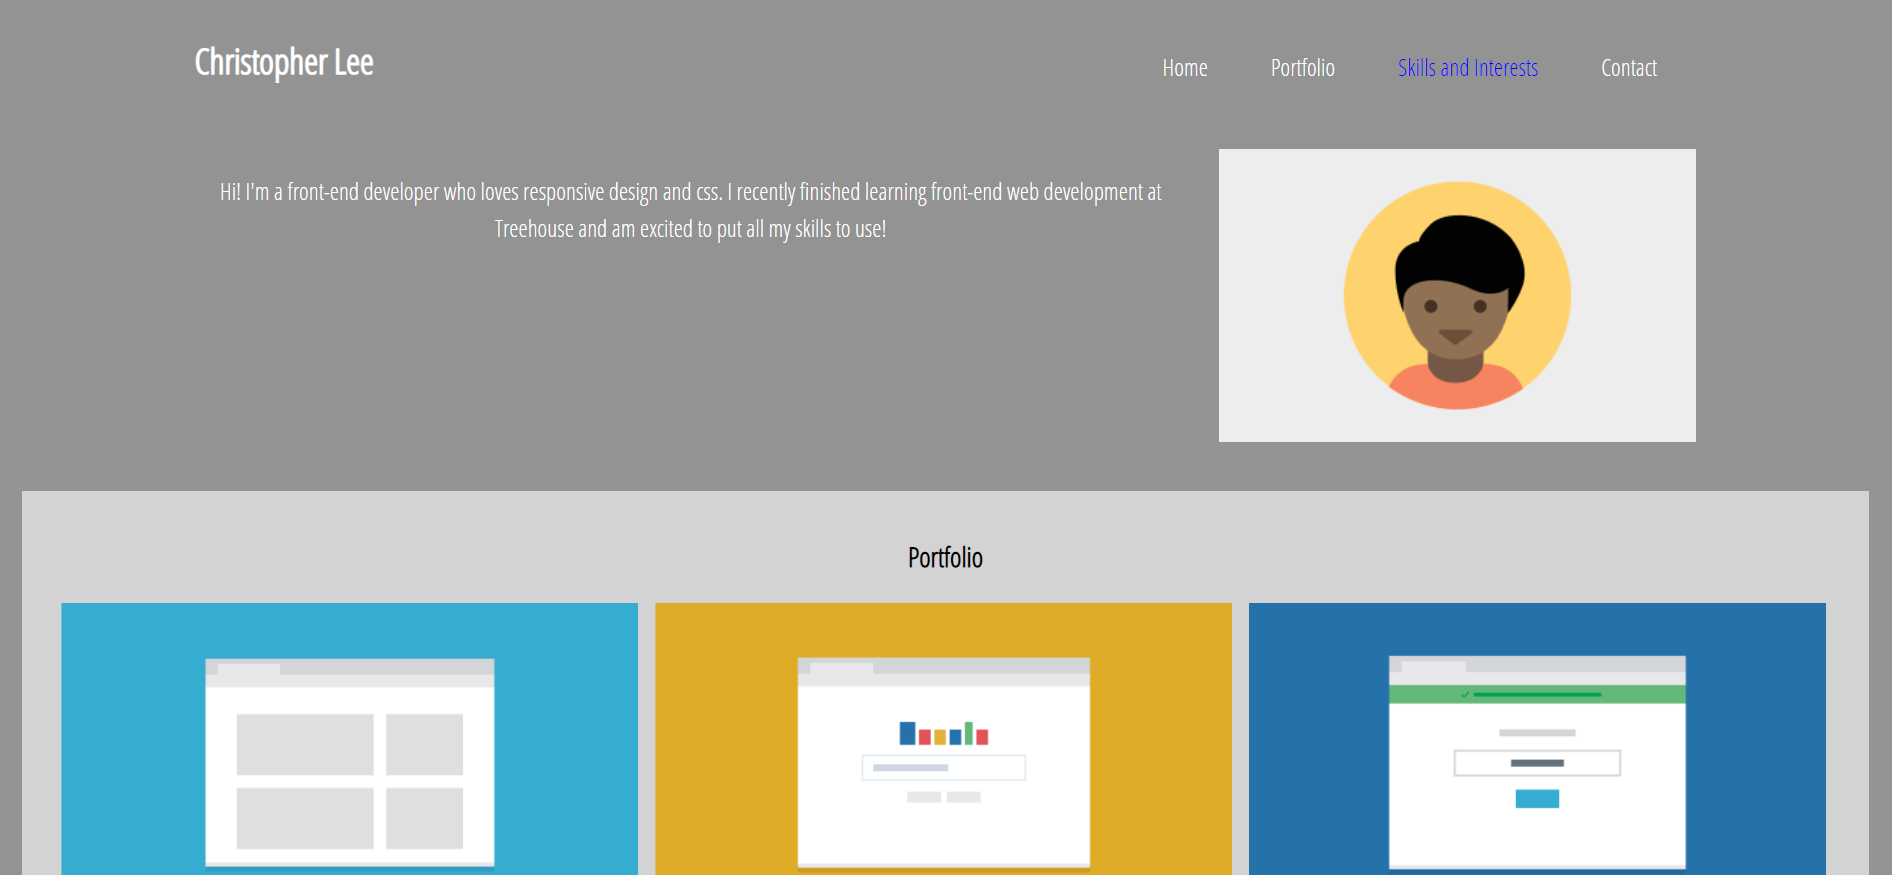 Christopher Lee
Home Portfolio Skills and Interests Contact
Hi! I'm a front-end developer who loves responsive design and css. I recently finished learning front-end web development at
Treehouse and am excited to put all my skills to use!
Portfolio